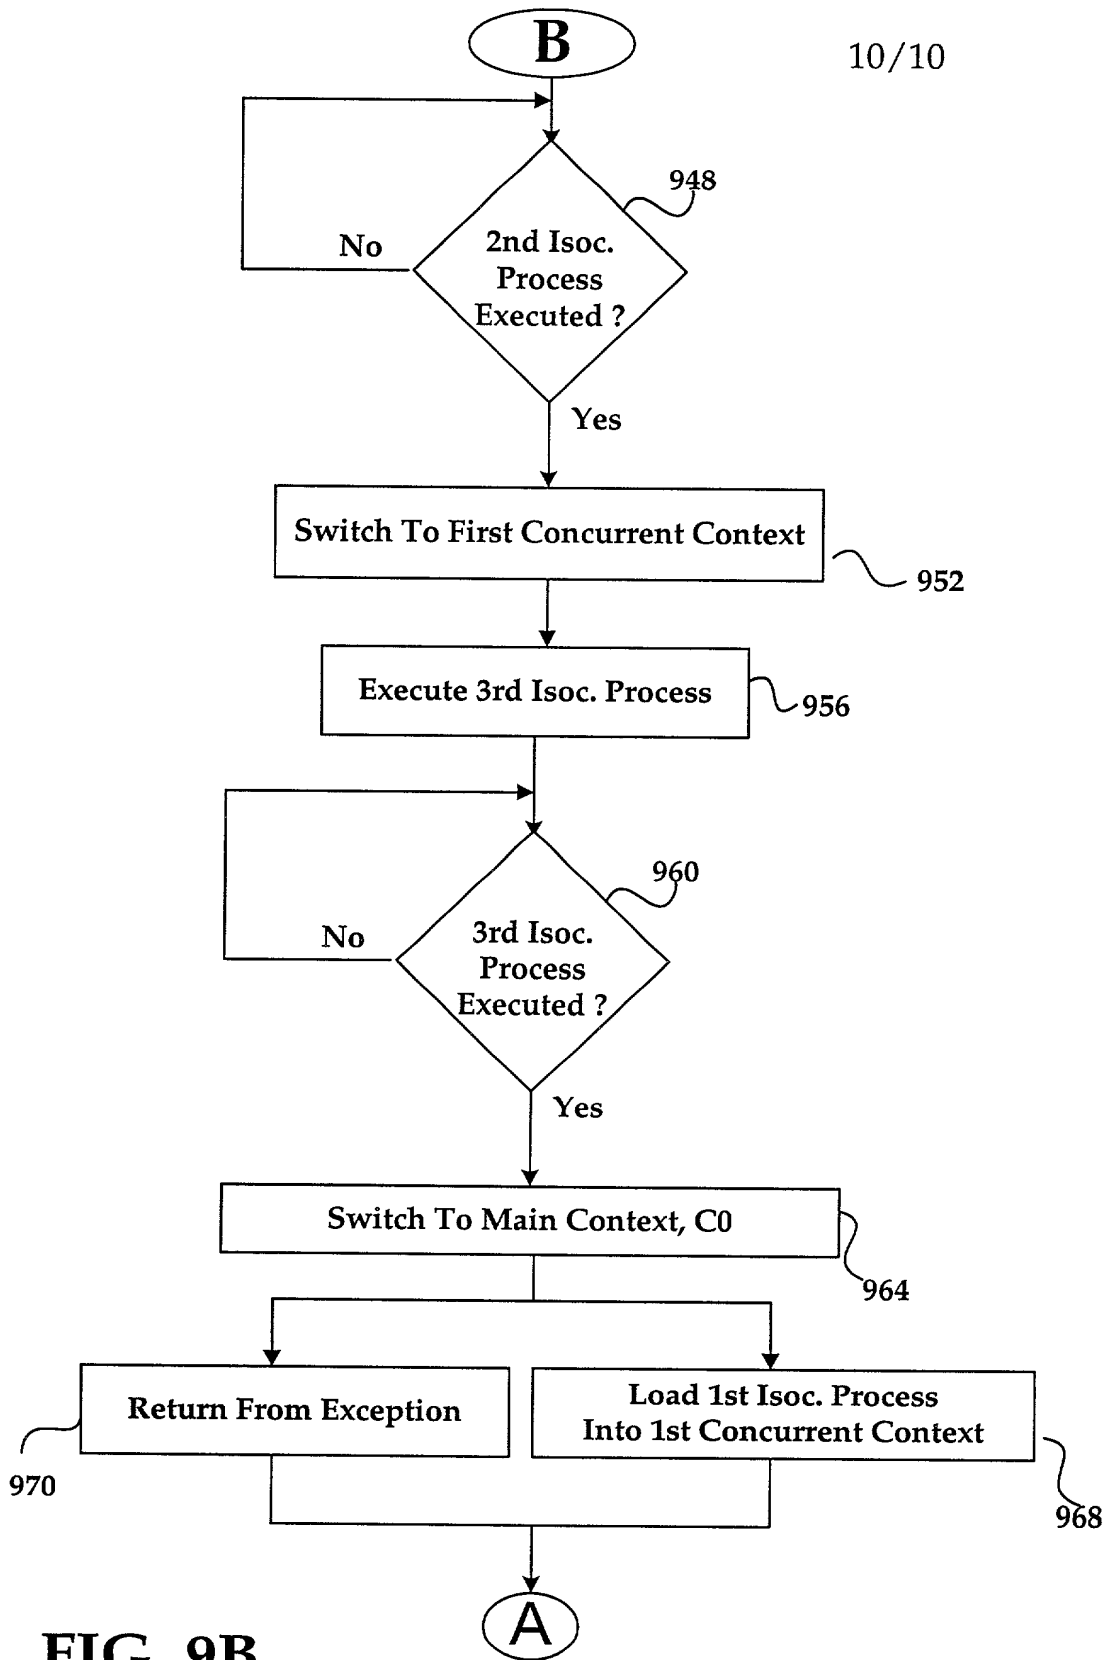 B
10/10
948
No
2nd Isoc.
Process
Executed ?
Yes
Switch To First Concurrent Context
952
Execute 3rd Isoc. Process
956
960
No
3rd Isoc.
Process
Executed ?
Yes
Switch To Main Context, C0
964
Return From Exception
Load 1st Isoc. Process
Into 1st Concurrent Context
970
968
A
FIG. 9B